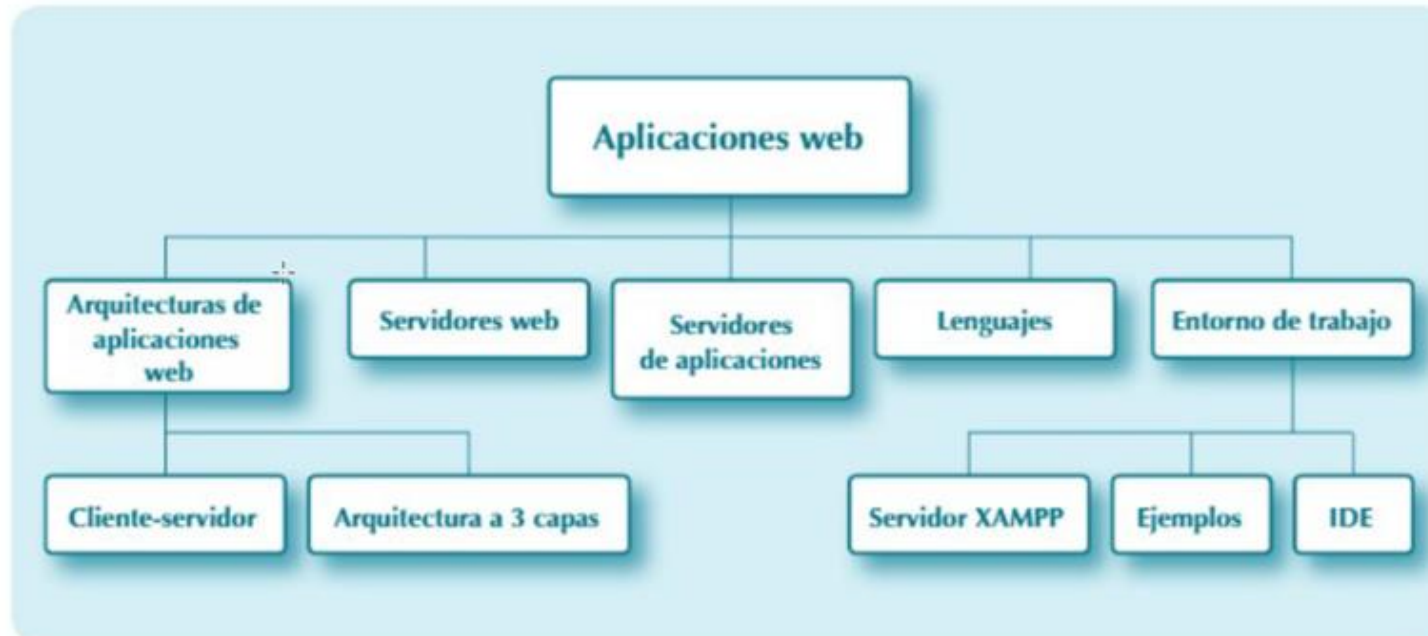 Aplicaciones web
Arquitecturas de
aplicaciones
web
Servidores web
Servidores
de aplicaciones
Lenguajes
Entorno de trabajo
Cliente-servidor
Arquitectura a 3 capas
Servidor XAMPP
Ejemplos
IDE